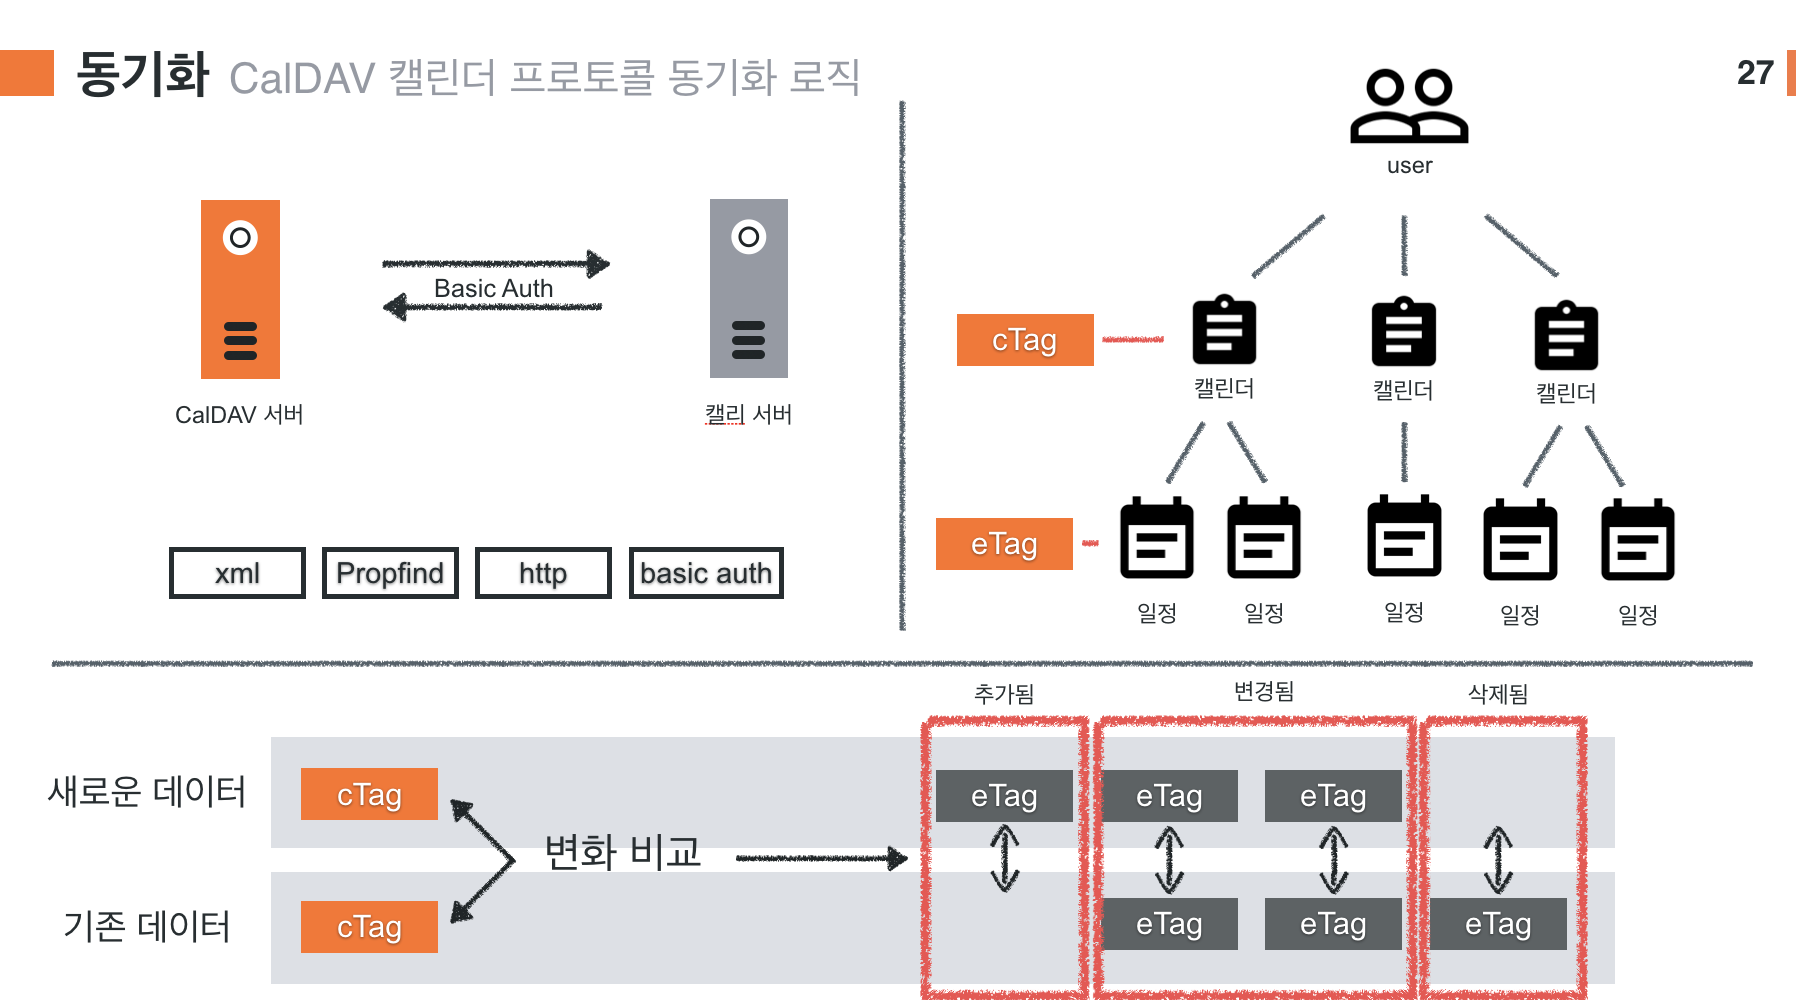 동기화 CalDAV 캘린더 프로토콜 동기화 로직
27
Basic Auth
CalDAV 서버
캘리 서버
xml
Propfind
http
basic auth
user
cTag
캘린더
캘린더
캘린더
eTag
일정
일정
일정
일정
일정
추가됨
변경됨
삭제됨
새로운 데이터
cTag
eTag
eTag
eTag
변화 비교
기존 데이터
cTag
eTag
eTag
eTag